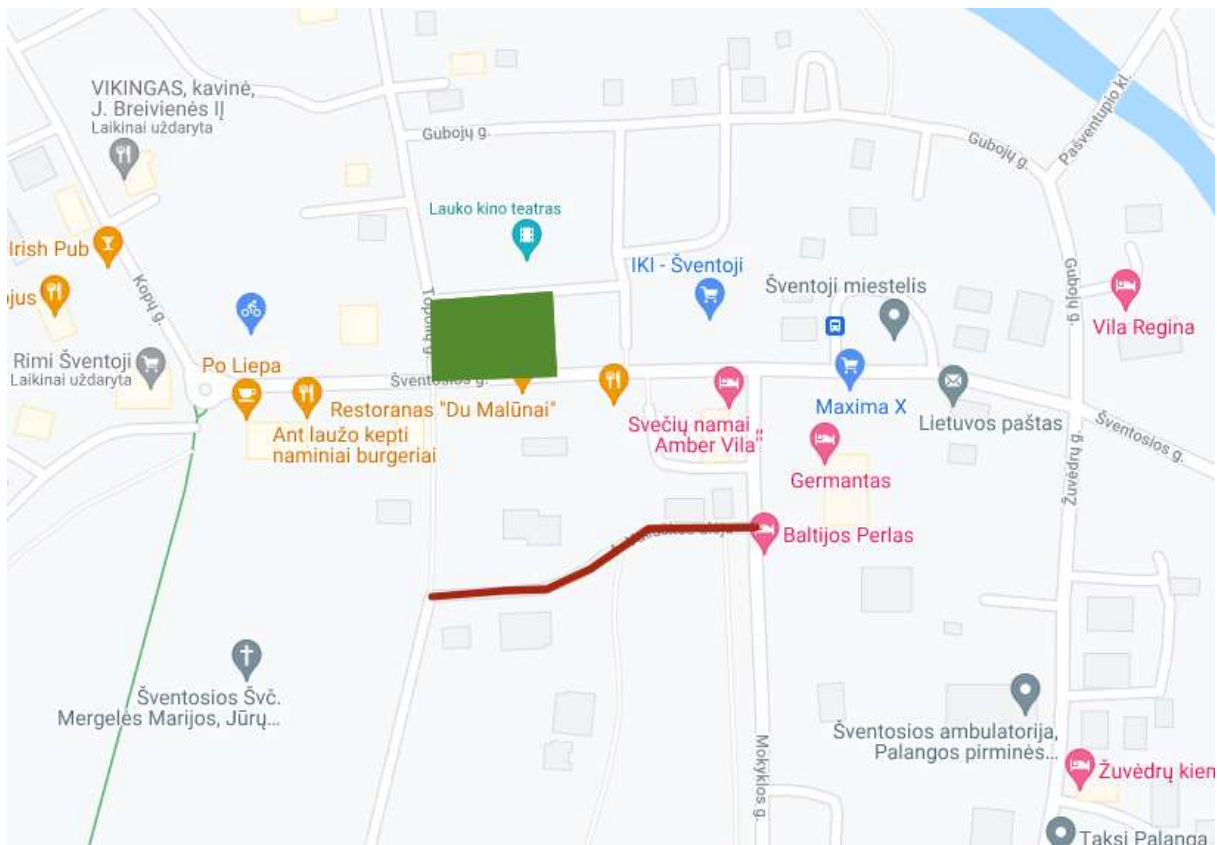 VIKINGAS, kavinė,
J. Breivienės IĮ
Laikinai uždaryta
Gubojų g.
Gubojų g.
Pašventupio kl.
Lauko kino teatras
Irish Pub
IKI - Šventoji
Šventoji miestelis
Kopų g.
Topolių g.
Gubojų g.
Vila Regina
Rimi Šventoji
Laikinai uždaryta
Po Liepa
Šventosios g.
Restoranas "Du Malūnai"
Maxima X
Ant laužo kepti
naminiai burgeriai
Svečių namai
Amber Vila"
Lietuvos paštas
Šventosios g.
Žuvėdrų g.
Germantas
Baltijos Perlas
Šventosios Švč.
Mergelės Marijos, Jūrų...
Šventosios ambulatorija,
Palangos pirminės...
Mokyklos g.
Žuvėdrų kien
Taksi Palanga